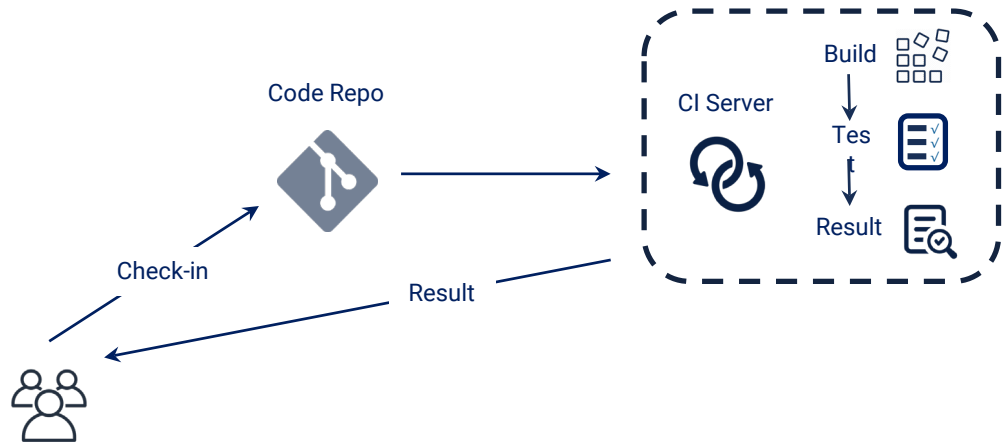 Code Repo
CI Server
Build
Tes
t
Result
Check-in
Result